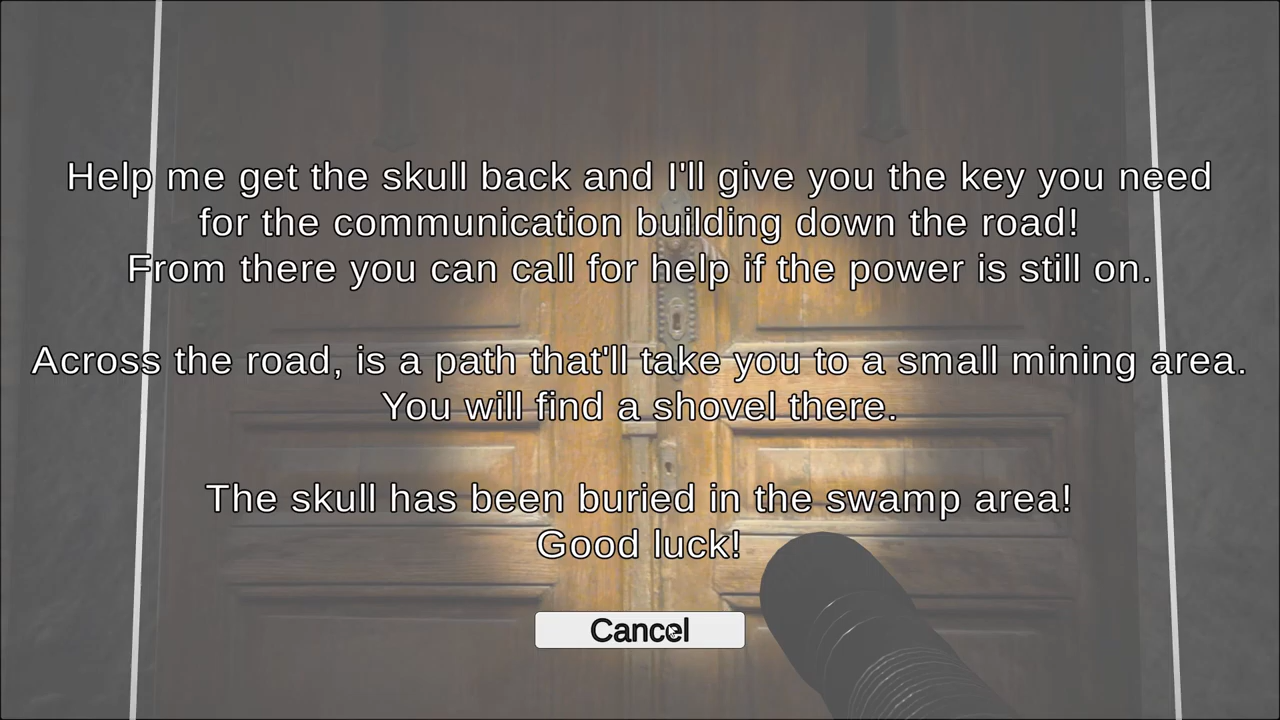 Help me get the skull back and I'll give you the key you need
for the communication building down the road!
From there you can call for help if the power is still on.
Across the road, is a path that'll take you to a small mining area.
You will find a shovel there.
The skull has been buried in the swamp area!
Good luck!
Cancel